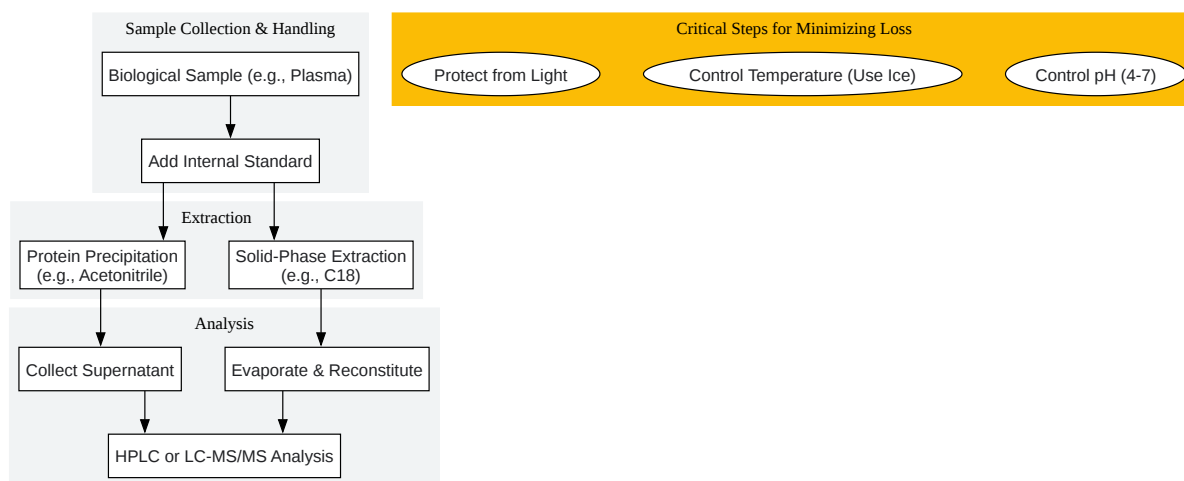 Sample Collection & Handling
Biological Sample (e.g., Plasma)
Add Internal Standard
Critical Steps for Minimizing Loss
Protect from Light
Control Temperature (Use Ice)
Control pH (4-7)
Extraction
Protein Precipitation
(e.g., Acetonitrile)
Solid-Phase Extraction
(e.g., C18)
Analysis
Collect Supernatant
Evaporate & Reconstitute
HPLC or LC-MS/MS Analysis